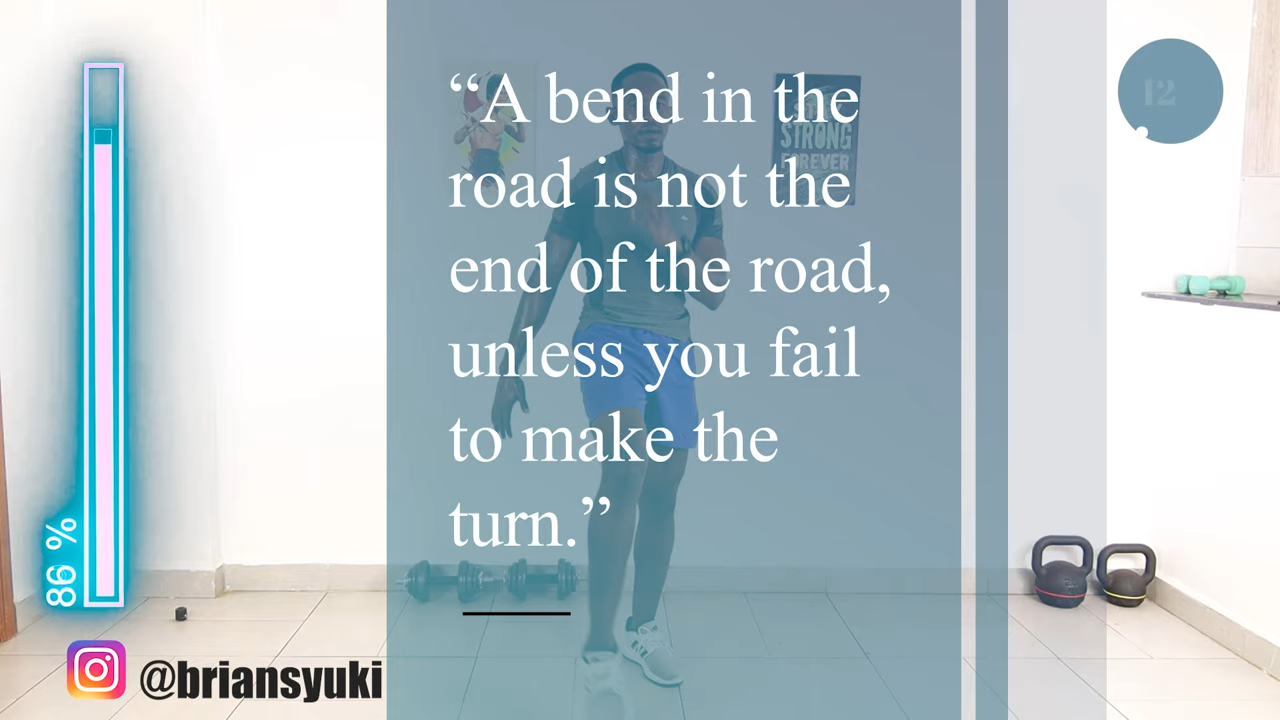 “A bend in the
road is not the
end of the road,
unless you fail
to make the
turn.”
STRONG
FOREVER
12
86 %
@briansyuki